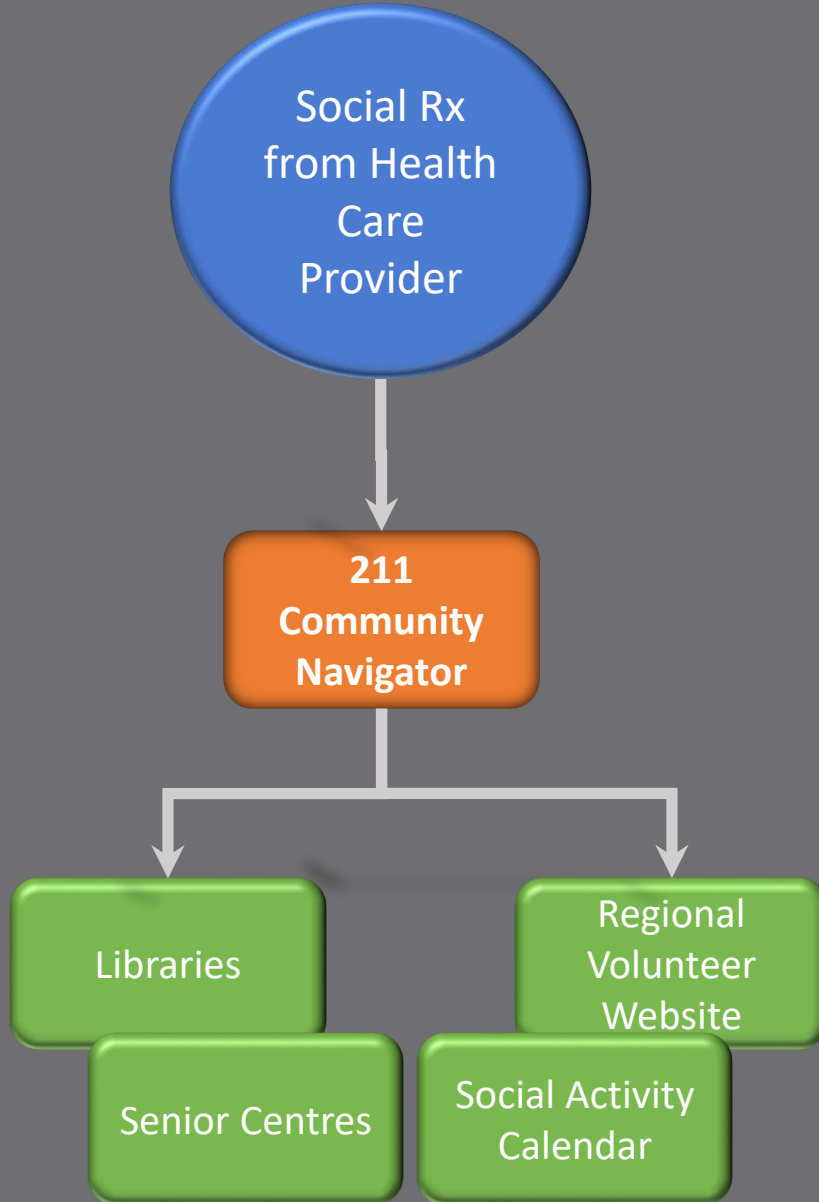 Social Rx
from Health
Care
Provider
211
Community
Navigator
Libraries
Regional
Volunteer
Website
Senior Centres
Social Activity
Calendar